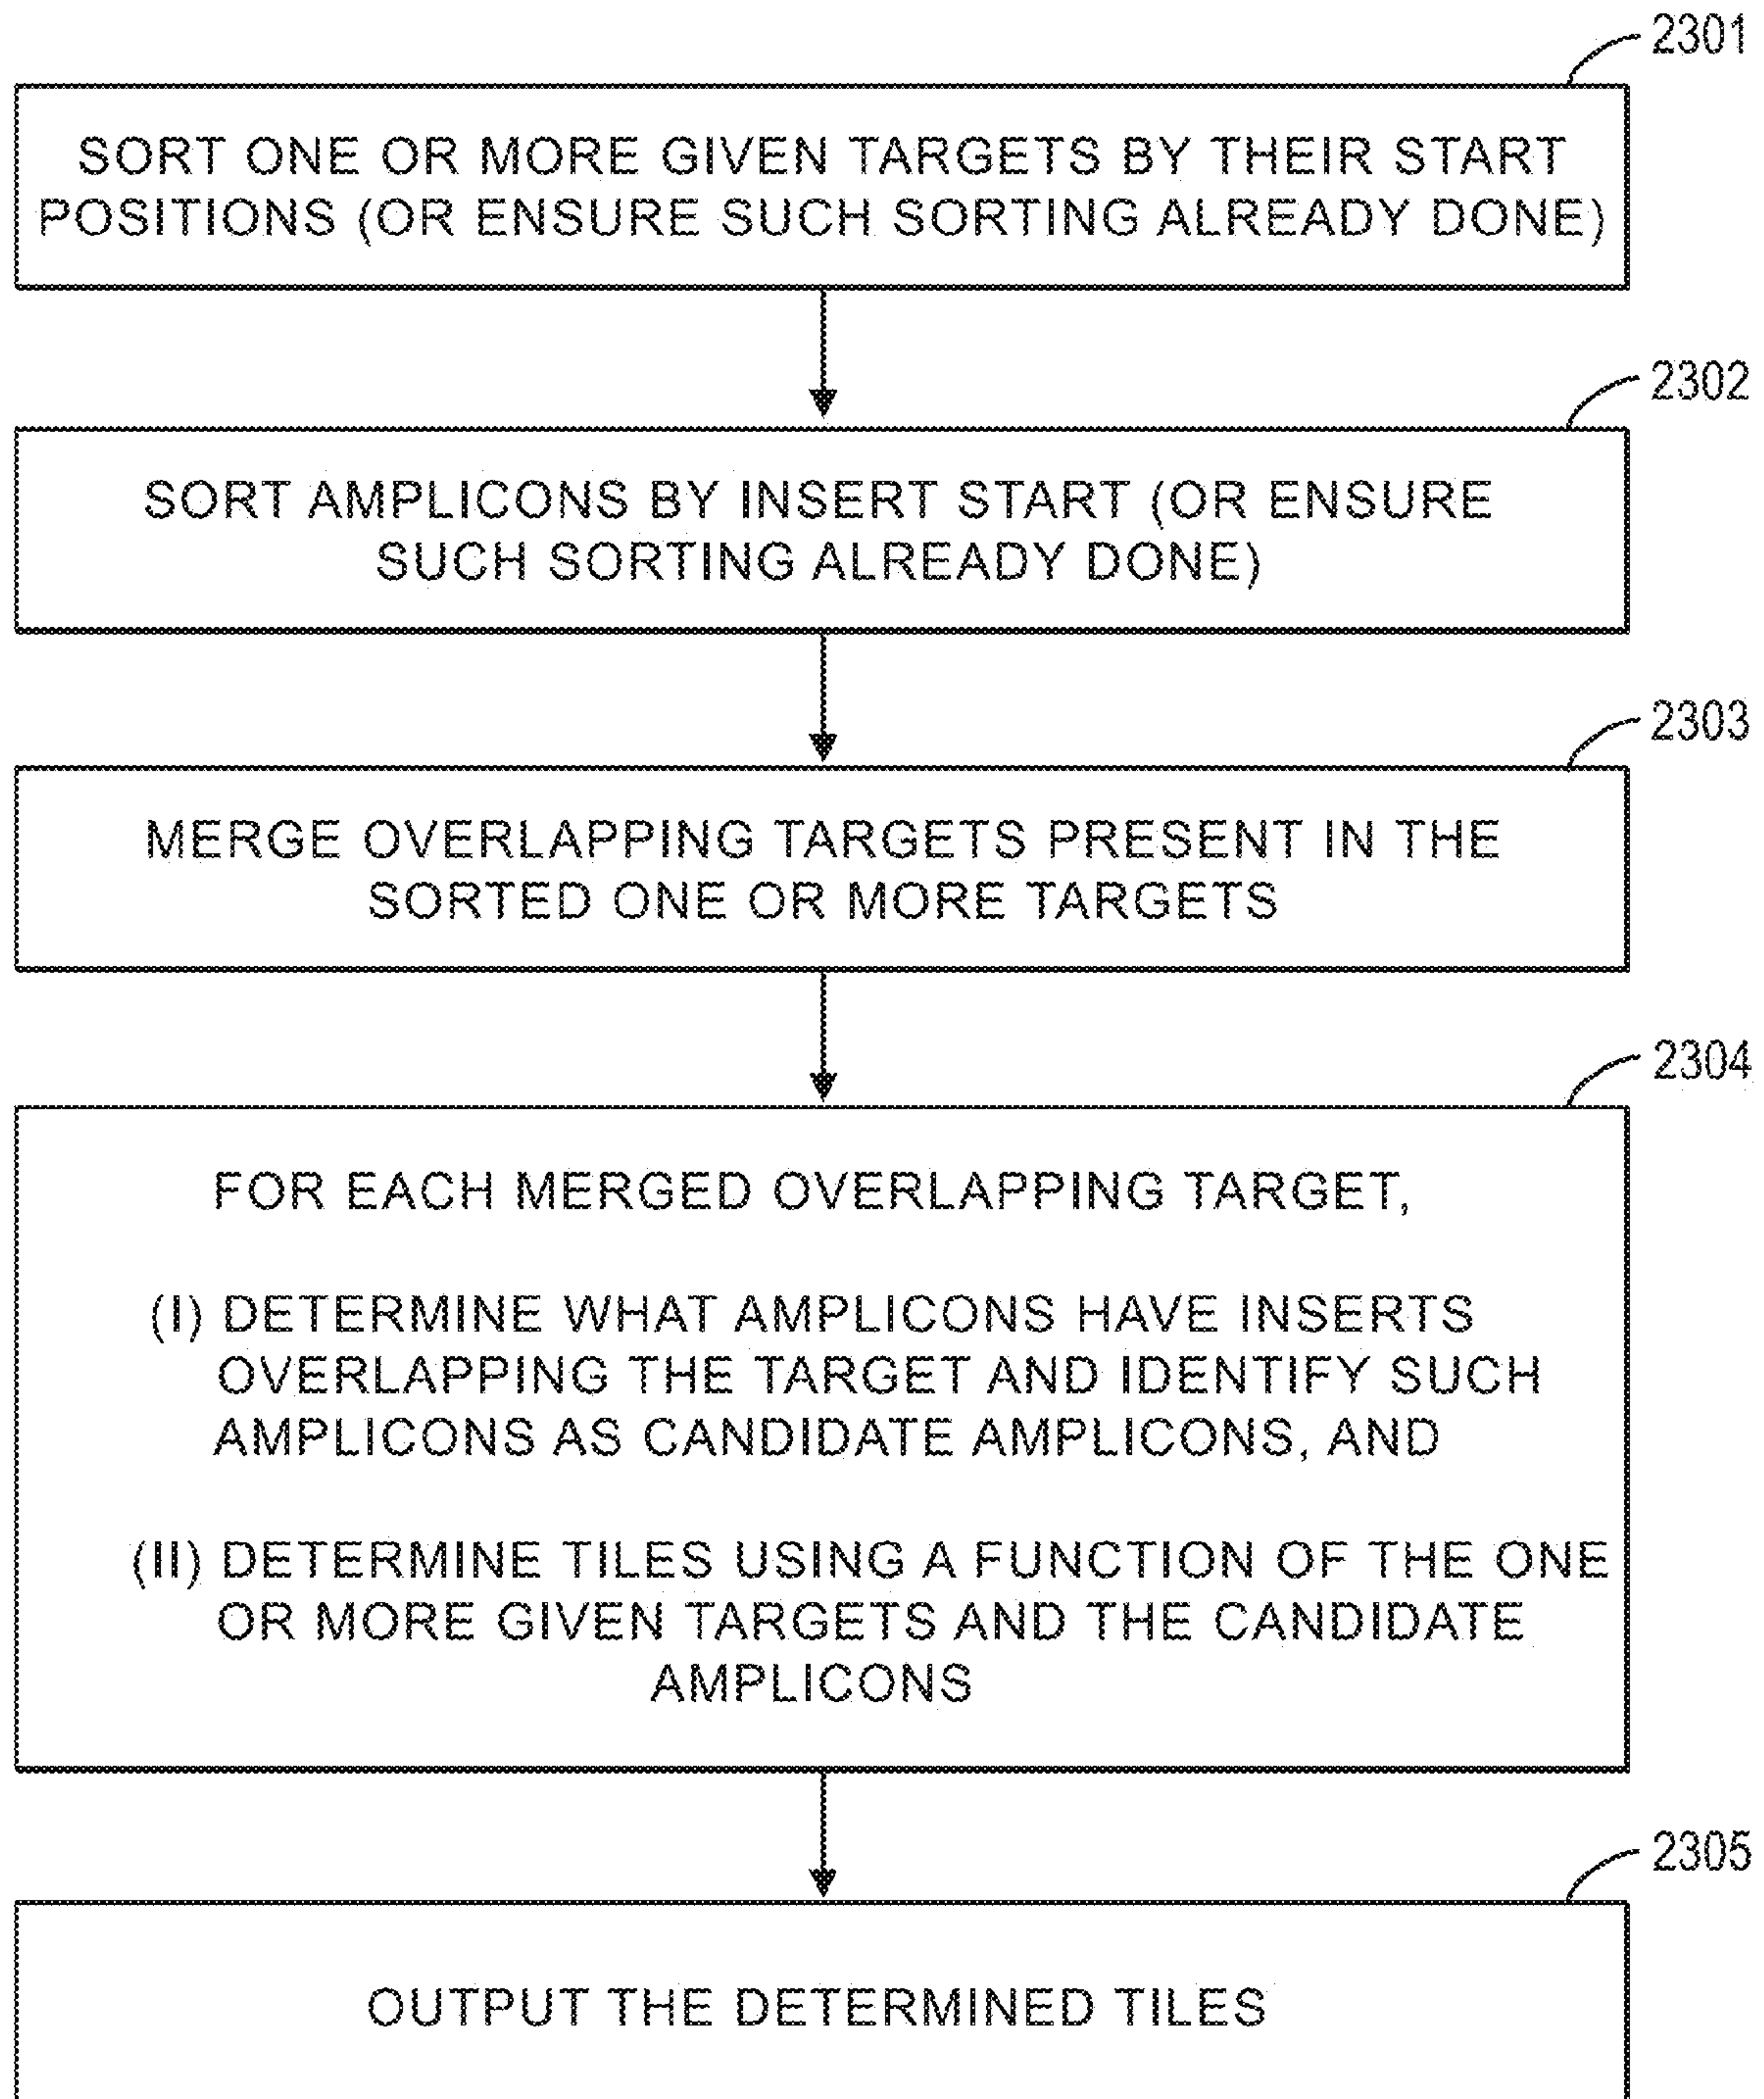 2301
SORT ONE OR MORE GIVEN TARGETS BY THEIR START
POSITIONS (OR ENSURE SUCH SORTING ALREADY DONE)
2302
SORT AMPLICONS BY INSERT START (OR ENSURE
SUCH SORTING ALREADY DONE)
2303
MERGE OVERLAPPING TARGETS PRESENT IN THE
SORTED ONE OR MORE TARGETS
2304
FOR EACH MERGED OVERLAPPING TARGET,
(I) DETERMINE WHAT AMPLICONS HAVE INSERTS
OVERLAPPING THE TARGET AND IDENTIFY SUCH
AMPLICONS AS CANDIDATE AMPLICONS, AND
(II) DETERMINE TILES USING A FUNCTION OF THE ONE
OR MORE GIVEN TARGETS AND THE CANDIDATE
AMPLICONS
2305
OUTPUT THE DETERMINED TILES